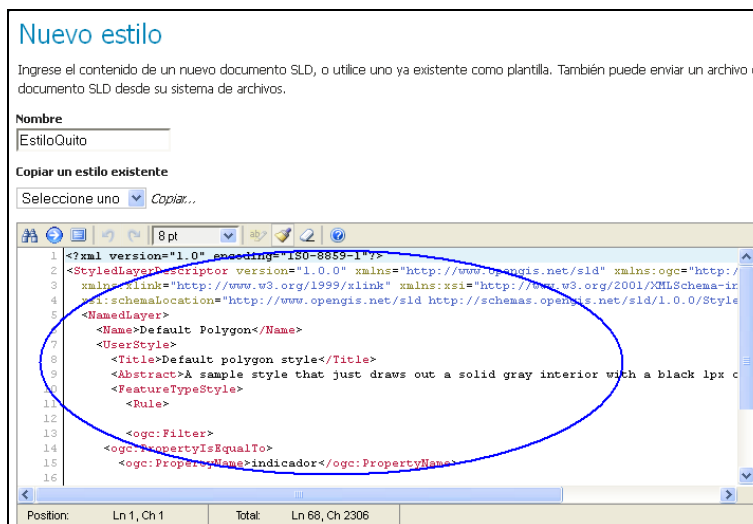 Nuevo estilo
Ingrese el contenido de un nuevo documento SLD, o utilice uno ya existente como plantilla. También puede enviar un archivo
documento SLD desde su sistema de archivos.
Nombre
EstiloQuito
Copiar un estilo existente
Seleccione uno Copiar...
8 pt
1 <?xml version="1.0" encoding="ISO-8859-1"?>
2 <StyledLayerDescriptor version="1.0.0" xmlns="http://www.opengis.net/sld" xmlns:ogc="http:/
3 xmlns:xlink="http://www.w3.org/1999/xlink" xmlns:xsi="http://www.w3.org/2001/XMLSchema-in
4 xsi:schemaLocation="http://www.opengis.net/sld http://schemas.opengis.net/sld/1.0.0/Style
5 <NamedLayer>
6 <Name>Default Polygon</Name>
7 <UserStyle>
8 <Title>Default polygon style</Title>
9 <Abstract>A sample style that just draws out a solid gray interior with a black 1px o
10 <FeatureTypeStyle>
11 <Rule>
12
13 <ogc:Filter>
14 <ogc:PropertyIsEqualTo>
15 <ogc:PropertyName>indicador</ogc:PropertyName>
16
Position: Ln 1, Ch 1 Total: Ln 68, Ch 2306